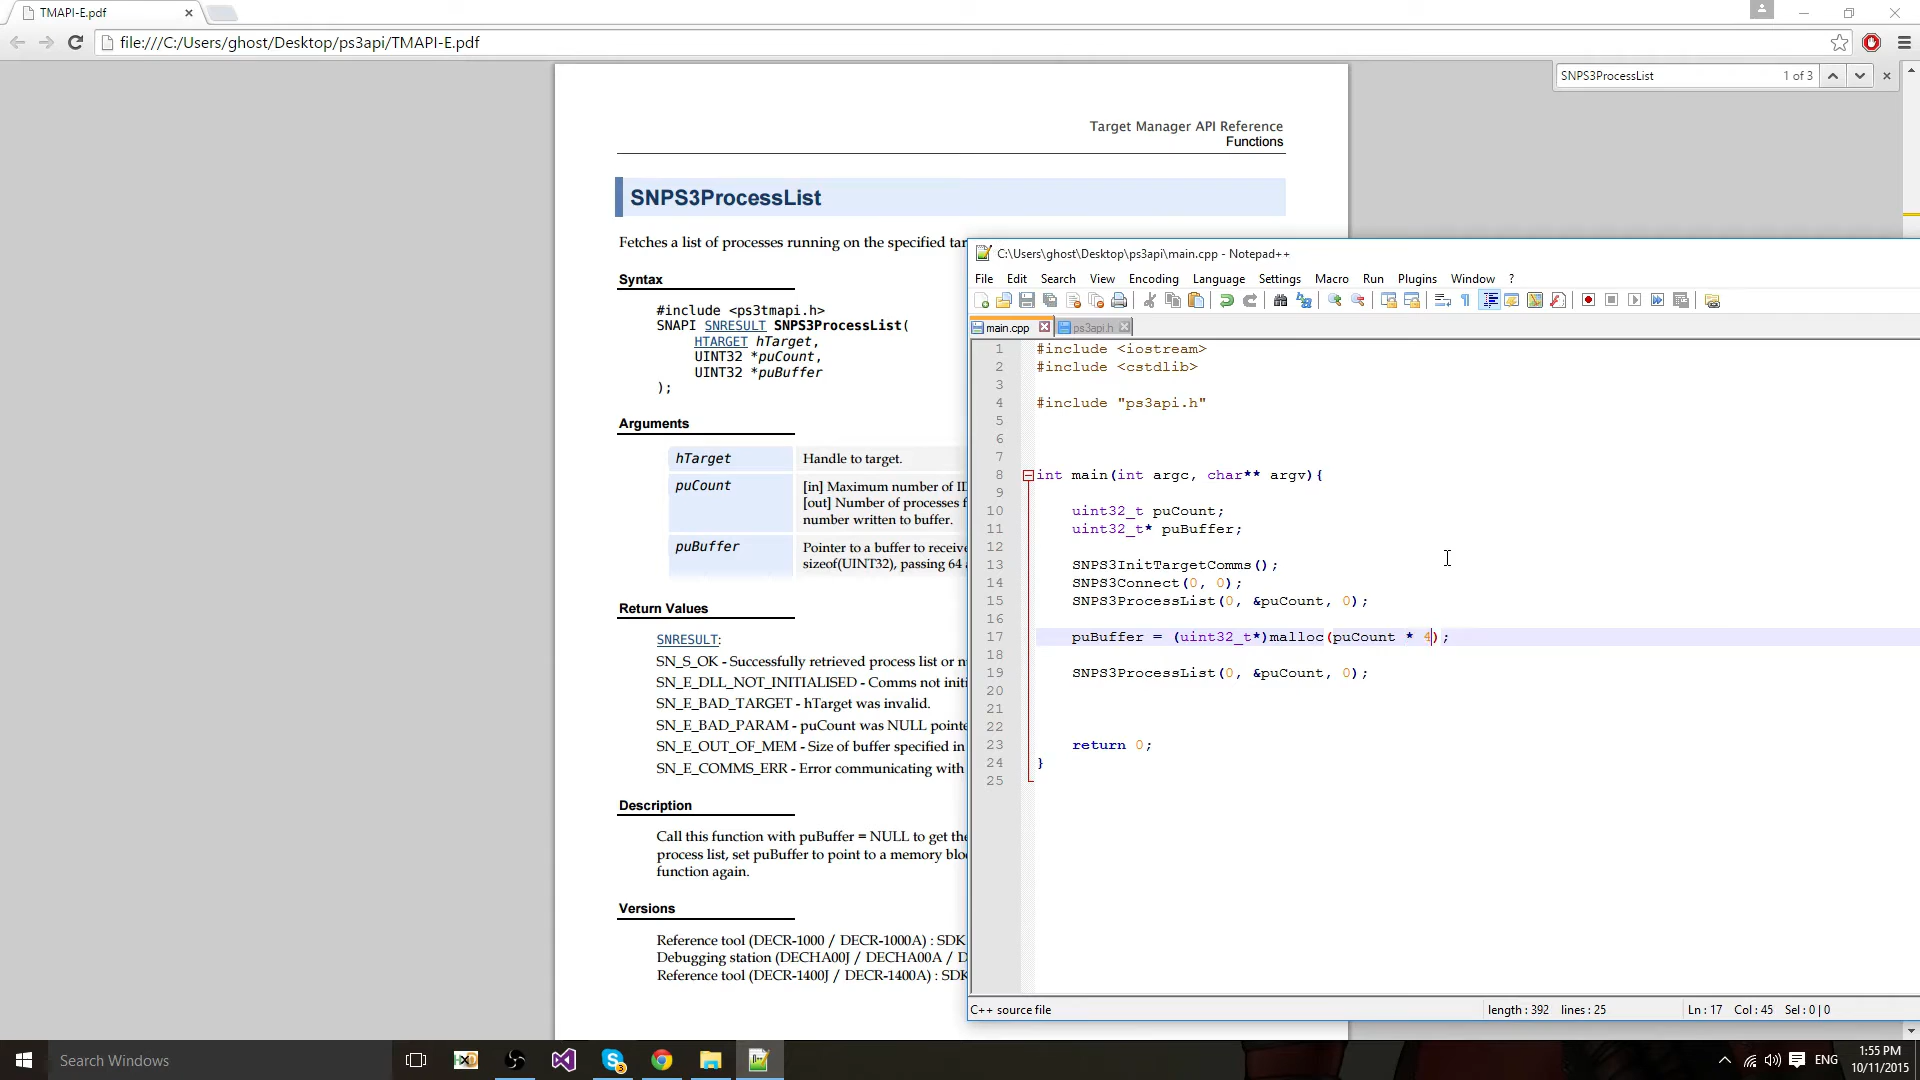 TMAPI-E.pdf
file:///C:/Users/ghost/Desktop/ps3api/TMAPI-E.pdf
SNPS3ProcessList 1 of 3
Target Manager API Reference
Functions
SNPS3ProcessList
Fetches a list of processes running on the specified tar
Syntax
#include <ps3tmapi.h>
SNAPI SNRESULT SNPS3ProcessList(
HTARGET hTarget,
UINT32 *puCount,
UINT32 *puBuffer
);
Arguments
hTarget Handle to target.
puCount [in] Maximum number of II
[out] Number of processes f
number written to buffer.
puBuffer Pointer to a buffer to receive
sizeof(UINT32), passing 64
Return Values
SNRESULT:
SN_S_OK - Successfully retrieved process list or n
SN_E_DLL_NOT_INITIALISED - Comms not initi
SN_E_BAD_TARGET - hTarget was invalid.
SN_E_BAD_PARAM - puCount was NULL pointe
SN_E_OUT_OF_MEM - Size of buffer specified in
SN_E_COMMS_ERR - Error communicating with
Description
Call this function with puBuffer = NULL to get the
process list, set puBuffer to point to a memory blo
function again.
Versions
Reference tool (DECR-1000 / DECR-1000A) : SDK
Debugging station (DECHA00J / DECHA00A / D
Reference tool (DECR-1400J / DECR-1400A) : SDK
C:\Users\ghost\Desktop\ps3api\main.cpp - Notepad++
File Edit Search View Encoding Language Settings Macro Run Plugins Window ?
main.cpp ps3api.h
1 #include <iostream>
2 #include <cstdlib>
3
4 #include "ps3api.h"
5
6
7
8 int main(int argc, char** argv){
9
10 uint32_t puCount;
11 uint32_t* puBuffer;
12
13 SNPS3InitTargetComms();
14 SNPS3Connect(0, 0);
15 SNPS3ProcessList(0, &puCount, 0);
16
17 puBuffer = (uint32_t*)malloc(puCount * 4);
18
19 SNPS3ProcessList(0, &puCount, 0);
20
21
22
23 return 0;
24 }
25
C++ source file length : 392 lines : 25 Ln : 17 Col : 45 Sel : 0 | 0
Search Windows
3
ENG
1:55 PM
10/11/2015